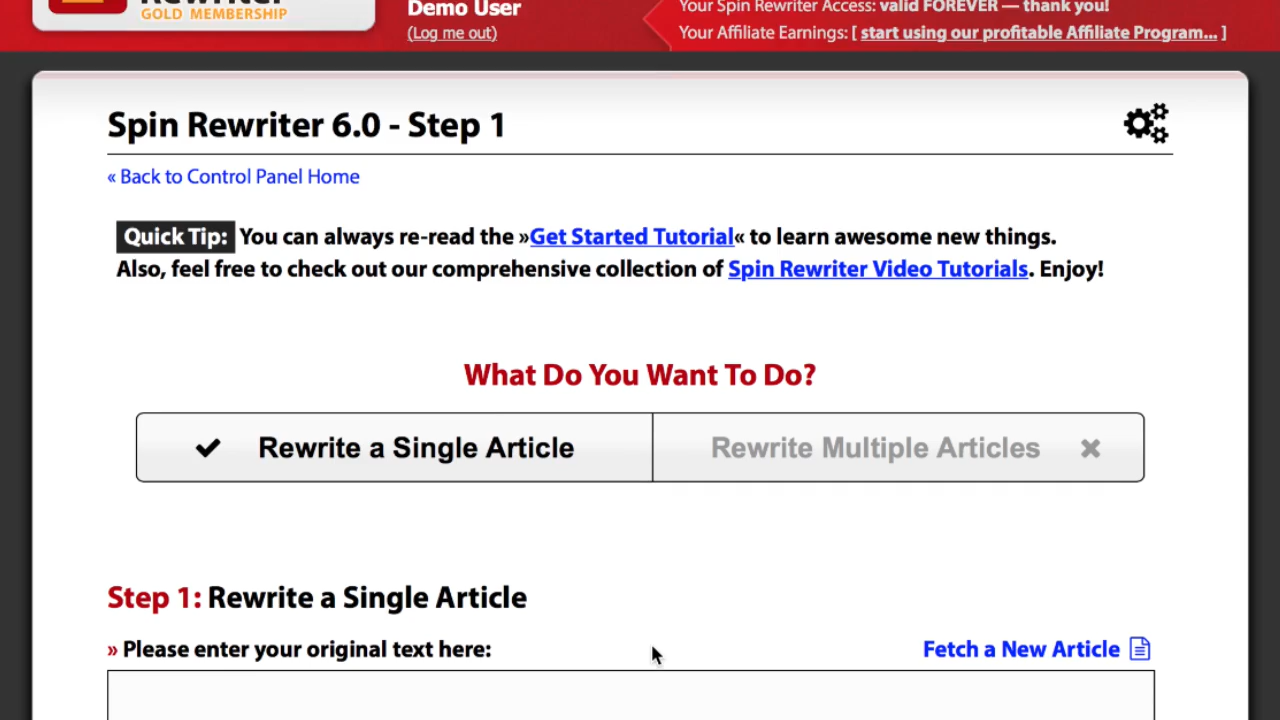 Rewriter
GOLD MEMBERSHIP
Demo User
(Log me out)
Your Spin Rewriter Access: valid FOREVER — thank you!
Your Affiliate Earnings: [ start using our profitable Affiliate Program... ]
Spin Rewriter 6.0 - Step 1
« Back to Control Panel Home
Quick Tip: You can always re-read the »Get Started Tutorial« to learn awesome new things.
Also, feel free to check out our comprehensive collection of Spin Rewriter Video Tutorials. Enjoy!
What Do You Want To Do?
Rewrite a Single Article
Rewrite Multiple Articles
Step 1: Rewrite a Single Article
» Please enter your original text here:
Fetch a New Article